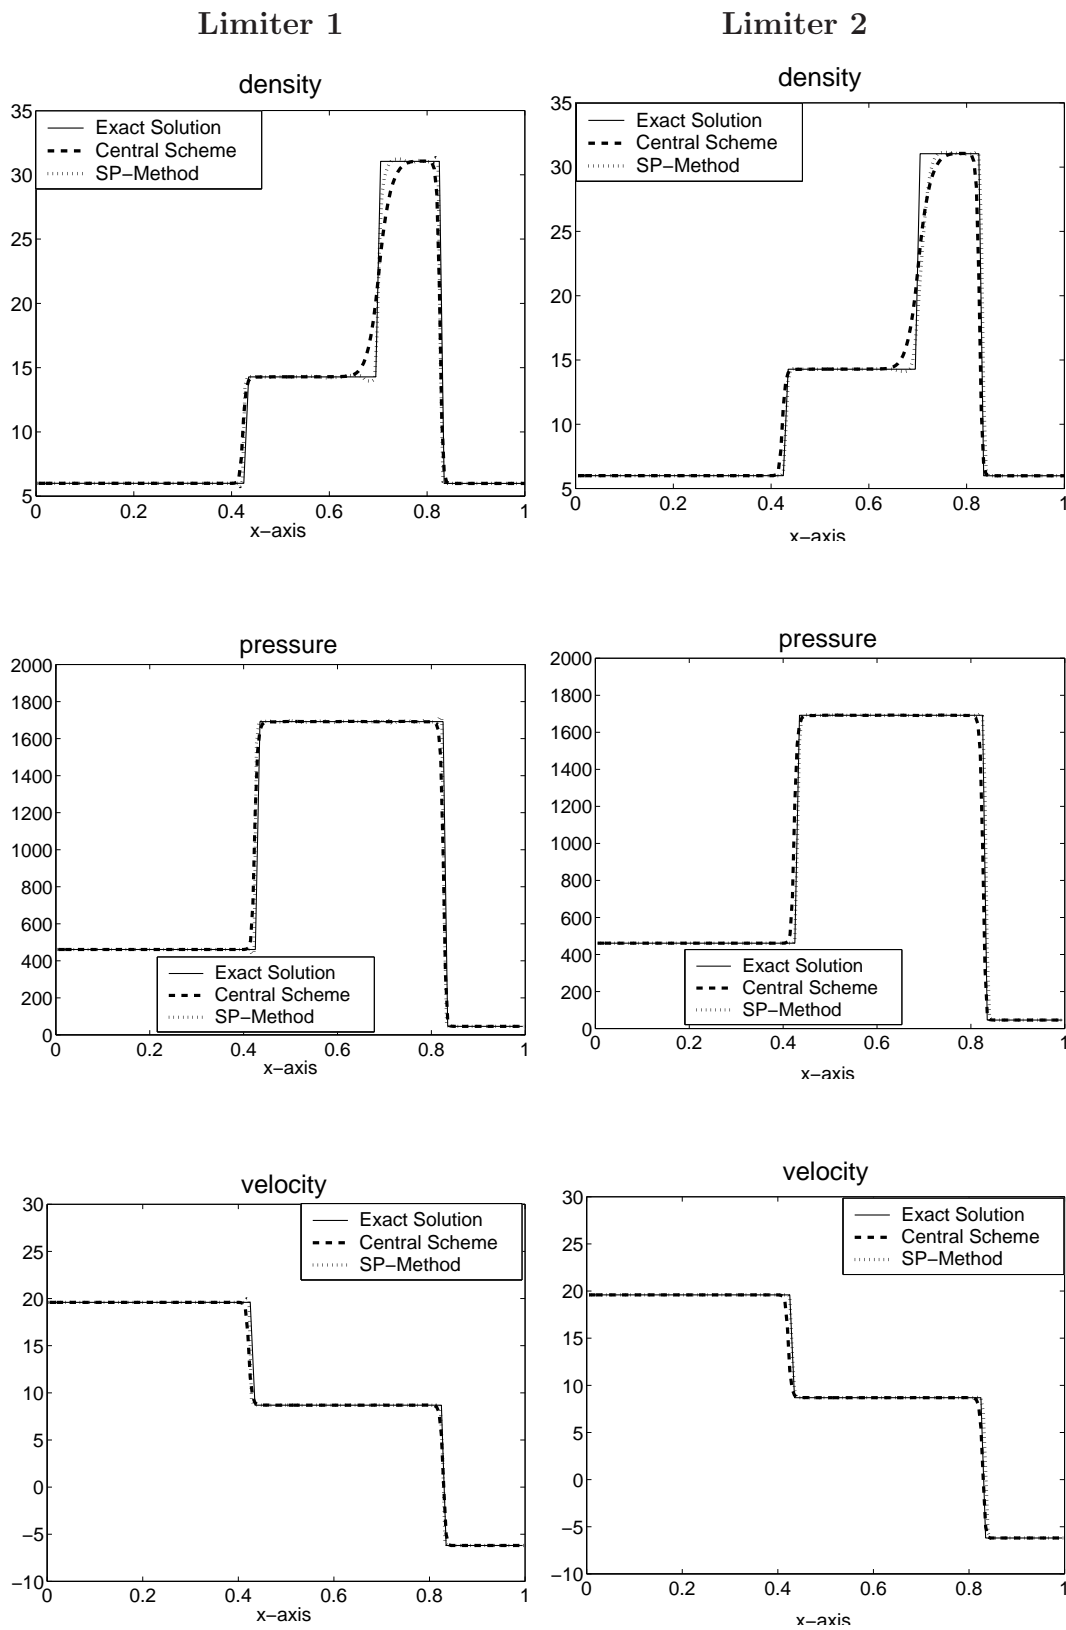 Limiter 1
Limiter 2
density
35
30
25
20
15
10
5
0
0.2
0.4
0.6
0.8
1
x-axis
Exact Solution
Central Scheme
SP-Method
density
35
30
25
20
15
10
5
0
0.2
0.4
0.6
0.8
1
x-axis
Exact Solution
Central Scheme
SP-Method
pressure
2000
1800
1600
1400
1200
1000
800
600
400
200
0
0
0.2
0.4
0.6
0.8
1
x-axis
Exact Solution
Central Scheme
SP-Method
pressure
2000
1800
1600
1400
1200
1000
800
600
400
200
0
0
0.2
0.4
0.6
0.8
1
x-axis
Exact Solution
Central Scheme
SP-Method
velocity
30
25
20
15
10
5
0
-5
-10
0
0.2
0.4
0.6
0.8
1
x-axis
Exact Solution
Central Scheme
SP-Method
velocity
30
25
20
15
10
5
0
-5
-10
0
0.2
0.4
0.6
0.8
1
x-axis
Exact Solution
Central Scheme
SP-Method